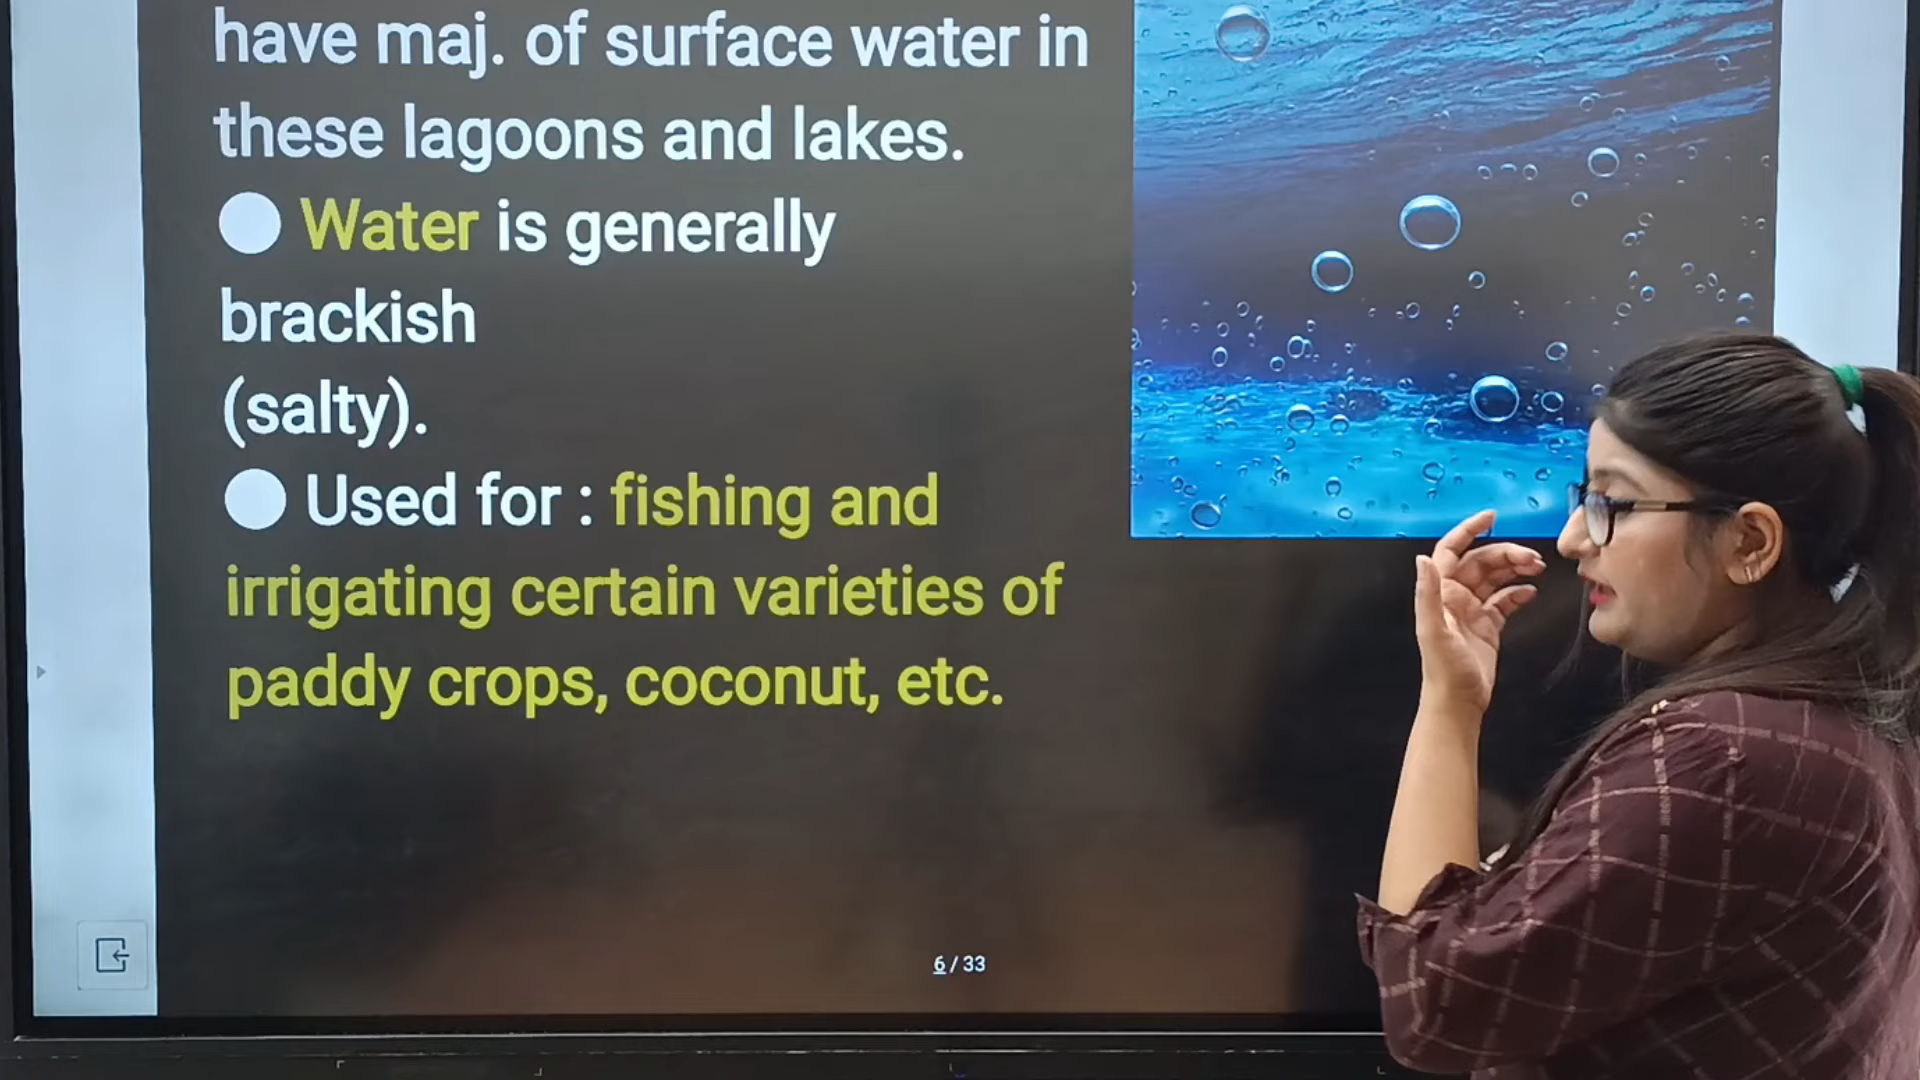 have maj. of surface water in
these lagoons and lakes.
Water is generally
brackish
(salty).
Used for : fishing and
irrigating certain varieties of
paddy crops, coconut, etc.
6 / 33